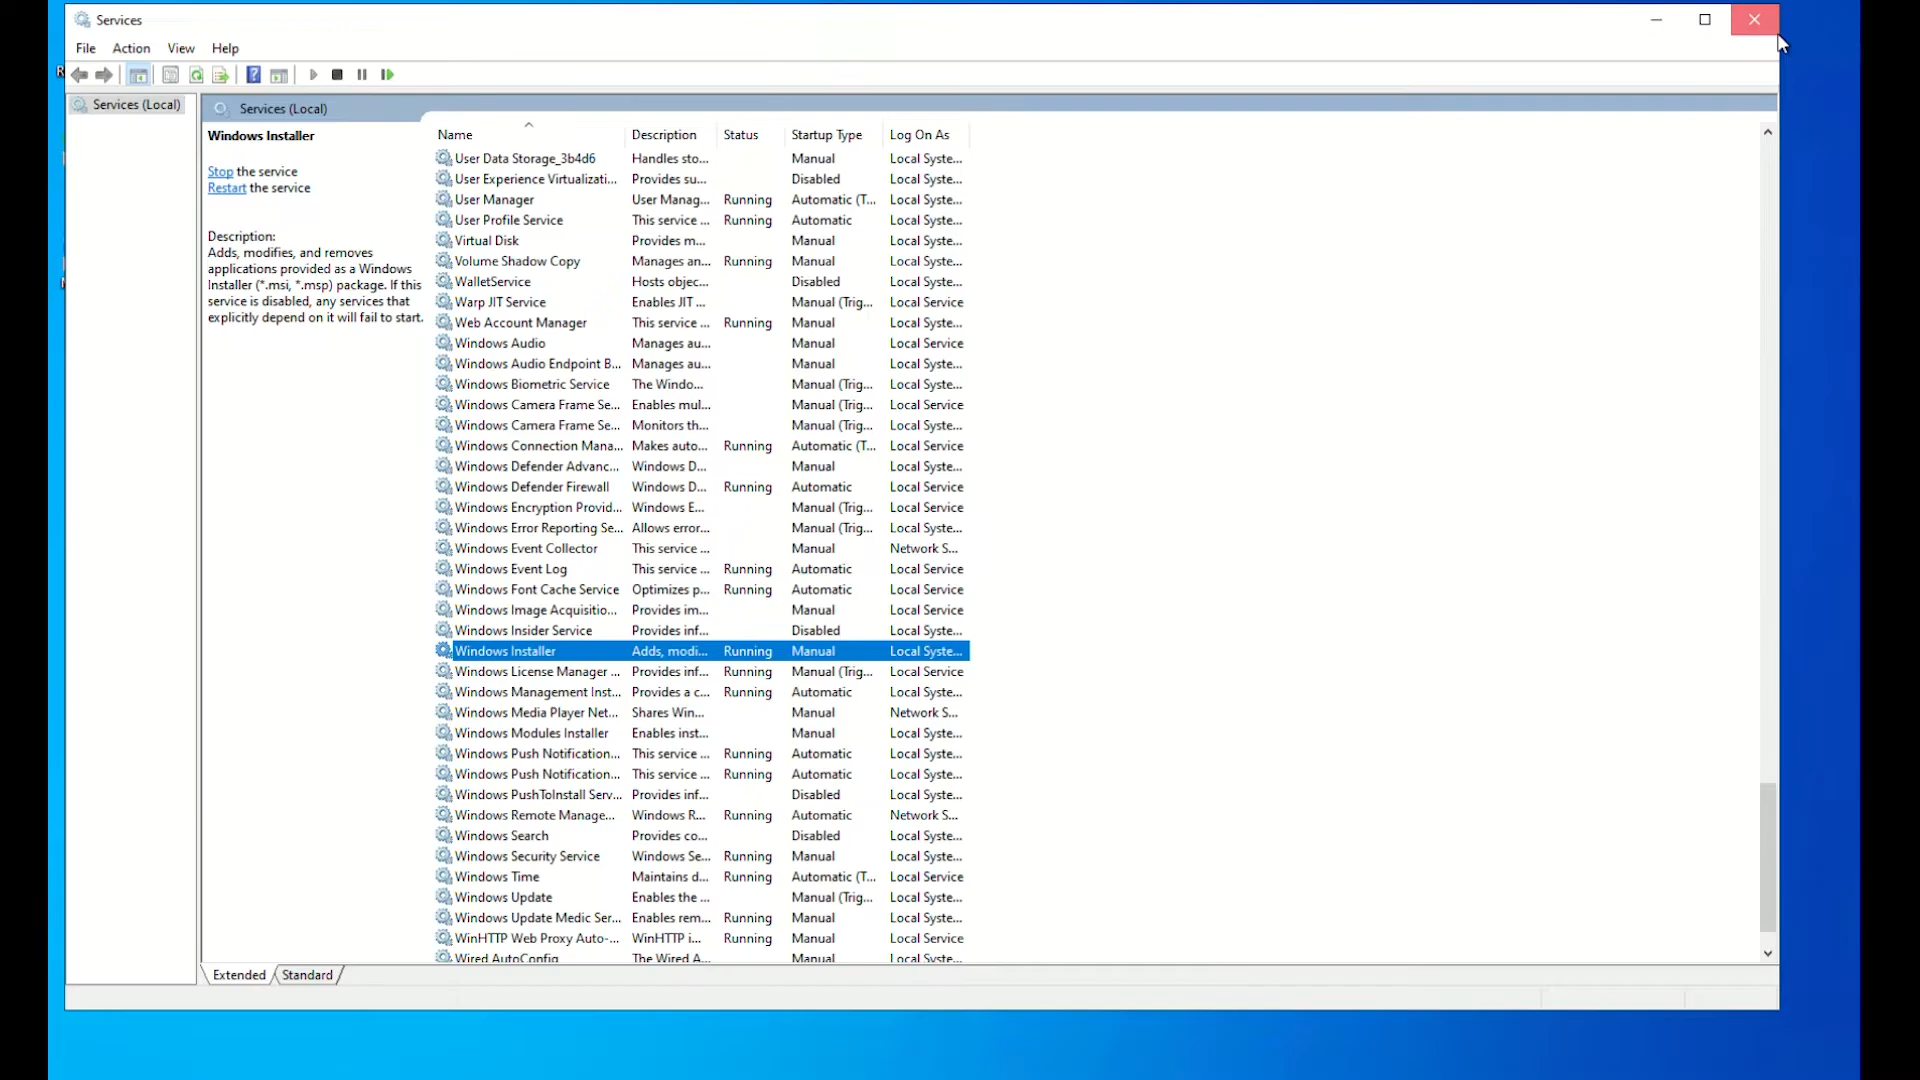 Services
File Action View Help
Services (Local)
Services (Local)
Windows Installer
Stop the service
Restart the service
Description:
Adds, modifies, and removes
applications provided as a Windows
Installer (*.msi, *.msp) package. If this
service is disabled, any services that
explicitly depend on it will fail to start.
Name Description Status Startup Type Log On As
User Data Storage_3b4d6 Handles sto... Manual Local Syste...
User Experience Virtualizati... Provides su... Disabled Local Syste...
User Manager User Manag... Running Automatic (T... Local Syste...
User Profile Service This service ... Running Automatic Local Syste...
Virtual Disk Provides m... Manual Local Syste...
Volume Shadow Copy Manages an... Running Manual Local Syste...
WalletService Hosts objec... Disabled Local Syste...
Warp JIT Service Enables JIT ... Manual (Trig... Local Service
Web Account Manager This service ... Running Manual Local Syste...
Windows Audio Manages au... Manual Local Service
Windows Audio Endpoint B... Manages au... Manual Local Syste...
Windows Biometric Service The Windo... Manual (Trig... Local Syste...
Windows Camera Frame Se... Enables mul... Manual (Trig... Local Service
Windows Camera Frame Se... Monitors th... Manual (Trig... Local Syste...
Windows Connection Mana... Makes auto... Running Automatic (T... Local Service
Windows Defender Advanc... Windows D... Manual Local Syste...
Windows Defender Firewall Windows D... Running Automatic Local Service
Windows Encryption Provid... Windows E... Manual (Trig... Local Service
Windows Error Reporting Se... Allows error... Manual (Trig... Local Syste...
Windows Event Collector This service ... Manual Network S...
Windows Event Log This service ... Running Automatic Local Service
Windows Font Cache Service Optimizes p... Running Automatic Local Service
Windows Image Acquisitio... Provides im... Manual Local Service
Windows Insider Service Provides inf... Disabled Local Syste...
Windows Installer Adds, modi... Running Manual Local Syste...
Windows License Manager ... Provides inf... Running Manual (Trig... Local Service
Windows Management Inst... Provides a c... Running Automatic Local Syste...
Windows Media Player Net... Shares Win... Manual Network S...
Windows Modules Installer Enables inst... Manual Local Syste...
Windows Push Notification... This service ... Running Automatic Local Syste...
Windows Push Notification... This service ... Running Automatic Local Syste...
Windows PushToInstall Serv... Provides inf... Disabled Local Syste...
Windows Remote Manage... Windows R... Running Automatic Network S...
Windows Search Provides co... Disabled Local Syste...
Windows Security Service Windows Se... Running Manual Local Syste...
Windows Time Maintains d... Running Automatic (T... Local Service
Windows Update Enables the ... Manual (Trig... Local Syste...
Windows Update Medic Ser... Enables rem... Running Manual Local Syste...
WinHTTP Web Proxy Auto-... WinHTTP i... Running Manual Local Service
Wired AutoConfig The Wired A... Manual Local Syste...
Extended Standard